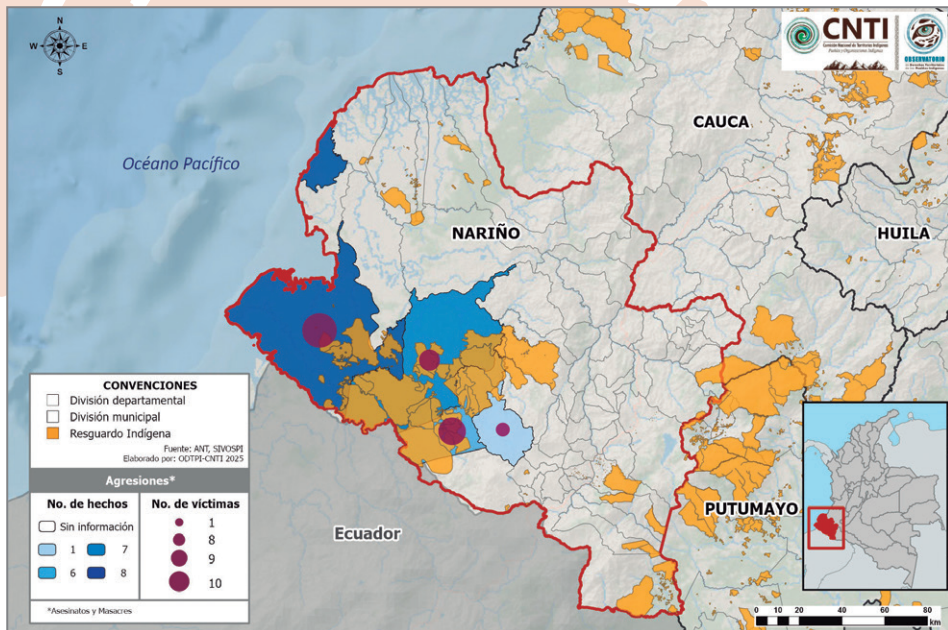 N
W E
S
CNTI
Comisión Nacional de Territorios Indígenas
OBSERVATORIO
CAUCA
Océano Pacífico
NARIÑO
HUILA
CONVENCIONES
División departamental
División municipal
Resguardo Indígena
Fuente: ANT, SIVOSPI
Elaborado por: ODTPI-CNTI 2025
Agresiones*
No. de hechos
Sin información
1 7
6 8
No. de víctimas
1
8
9
10
*Asesinatos y Masacres
Ecuador
PUTUMAYO
0 10 20 40 60 80
km